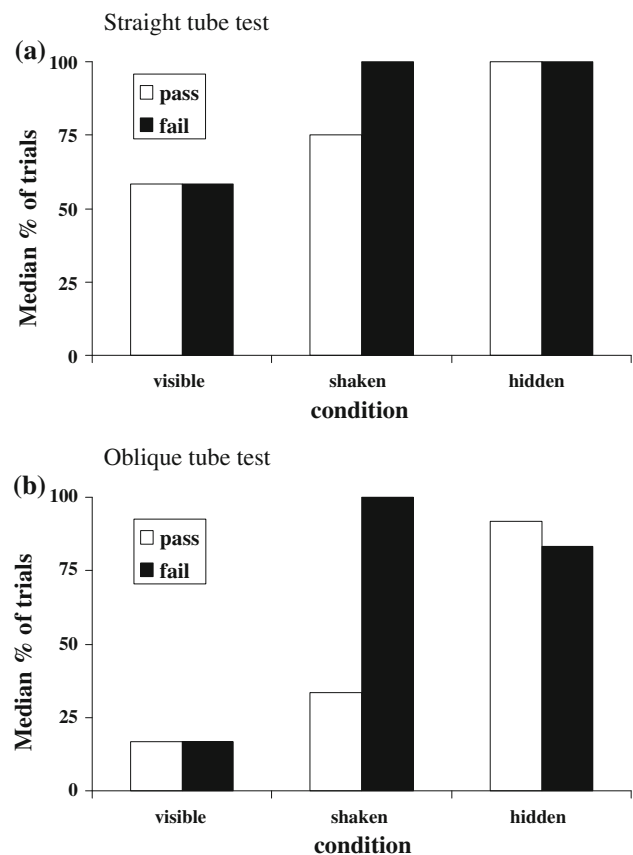 Straight tube test
(a)
100
75
50
25
0
Median % of trials
pass
fail
visible shaken hidden
condition
Oblique tube test
(b)
100
75
50
25
0
Median % of trials
pass
fail
visible shaken hidden
condition